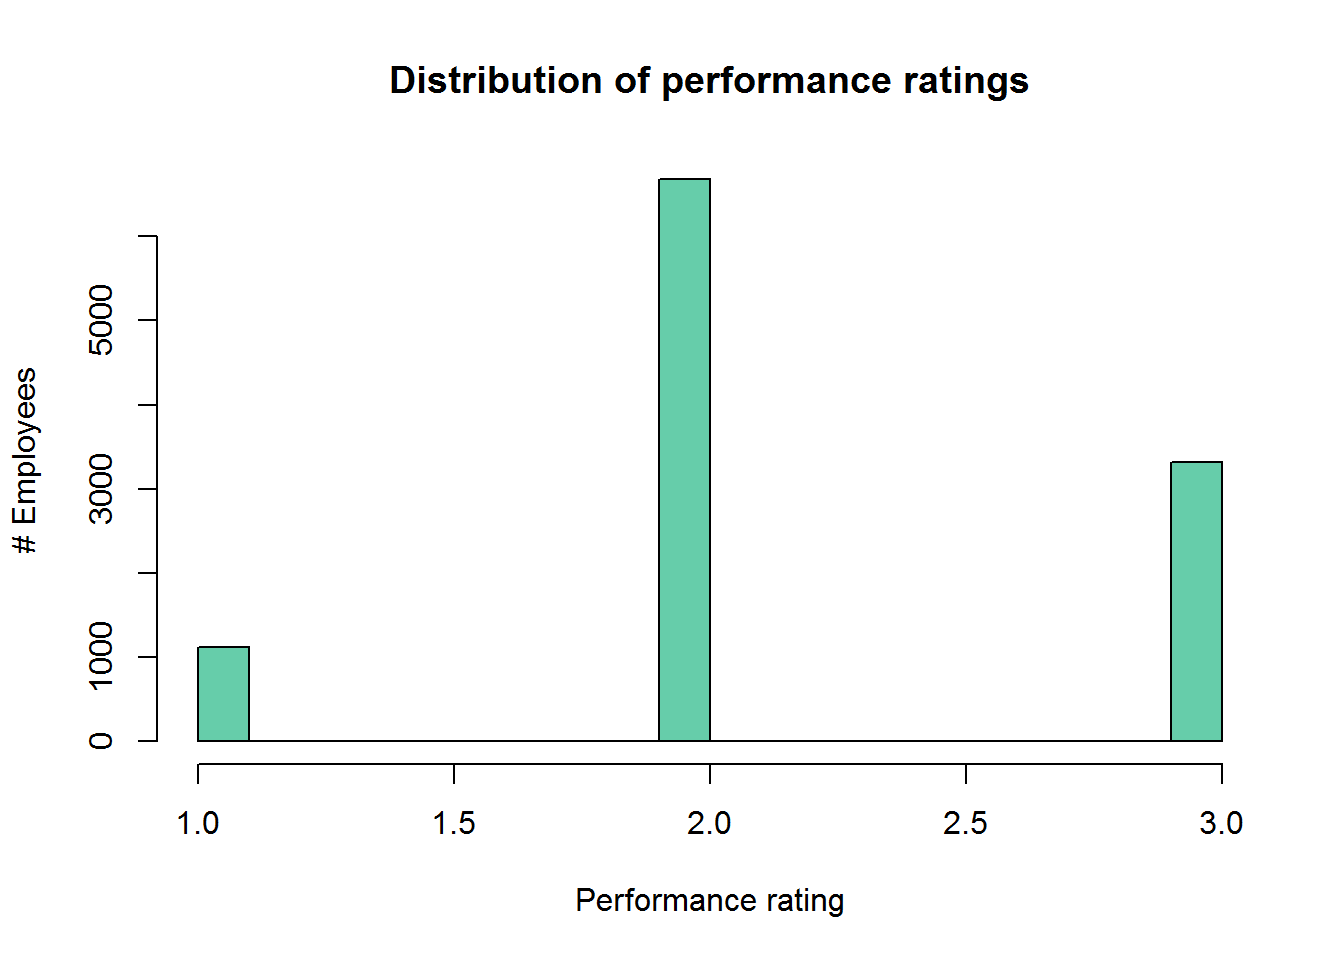 Distribution of performance ratings
# Employees
5000
3000
1000
0
1.0 1.5 2.0 2.5 3.0
Performance rating